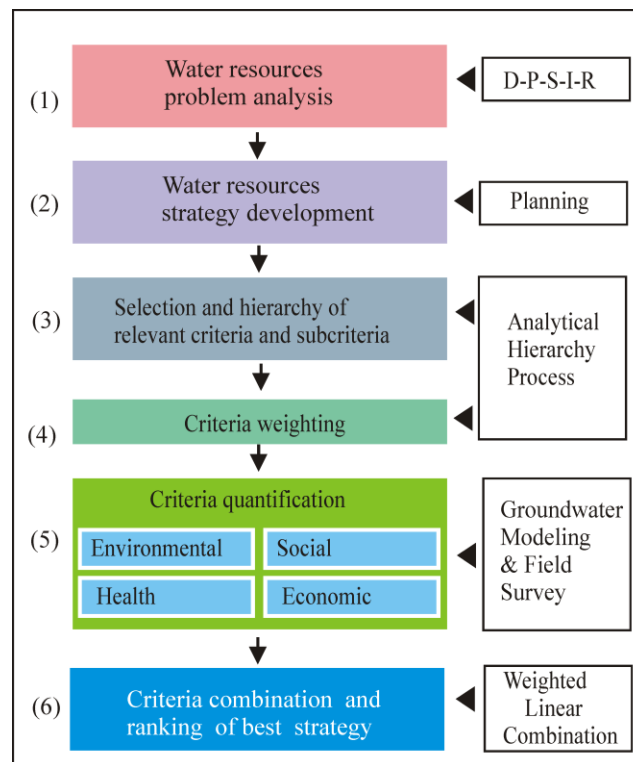 (1)
Water resources
problem analysis
D-P-S-I-R
(2)
Water resources
strategy development
Planning
(3)
Selection and hierarchy of
relevant criteria and subcriteria
Analytical
Hierarchy
Process
(4)
Criteria weighting
(5)
Criteria quantification
Environmental
Social
Health
Economic
Groundwater
Modeling
& Field
Survey
(6)
Criteria combination and
ranking of best strategy
Weighted
Linear
Combination